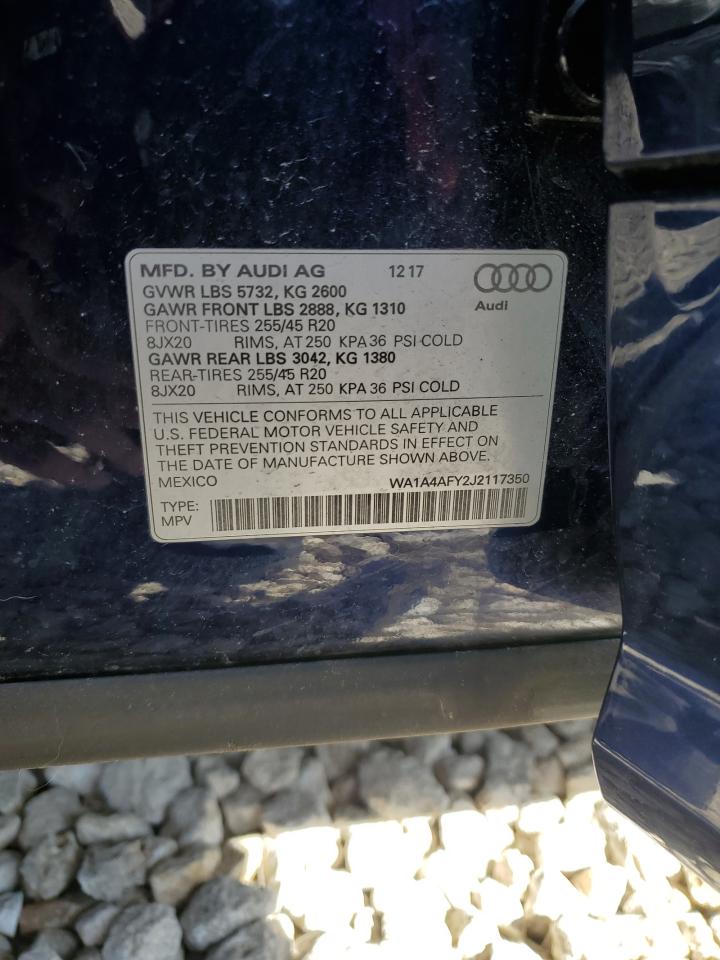 MFD. BY AUDI AG 12 17
GVWR LBS 5732, KG 2600
GAWR FRONT LBS 2888, KG 1310
Audi
FRONT-TIRES 255/45 R20
8JX20 RIMS, AT 250 KPA 36 PSI COLD
GAWR REAR LBS 3042, KG 1380
REAR-TIRES 255/45 R20
8JX20 RIMS, AT 250 KPA 36 PSI COLD
THIS VEHICLE CONFORMS TO ALL APPLICABLE
U.S. FEDERAL MOTOR VEHICLE SAFETY AND
THEFT PREVENTION STANDARDS IN EFFECT ON
THE DATE OF MANUFACTURE SHOWN ABOVE.
MEXICO WA1A4AFY2J2117350
TYPE:
MPV